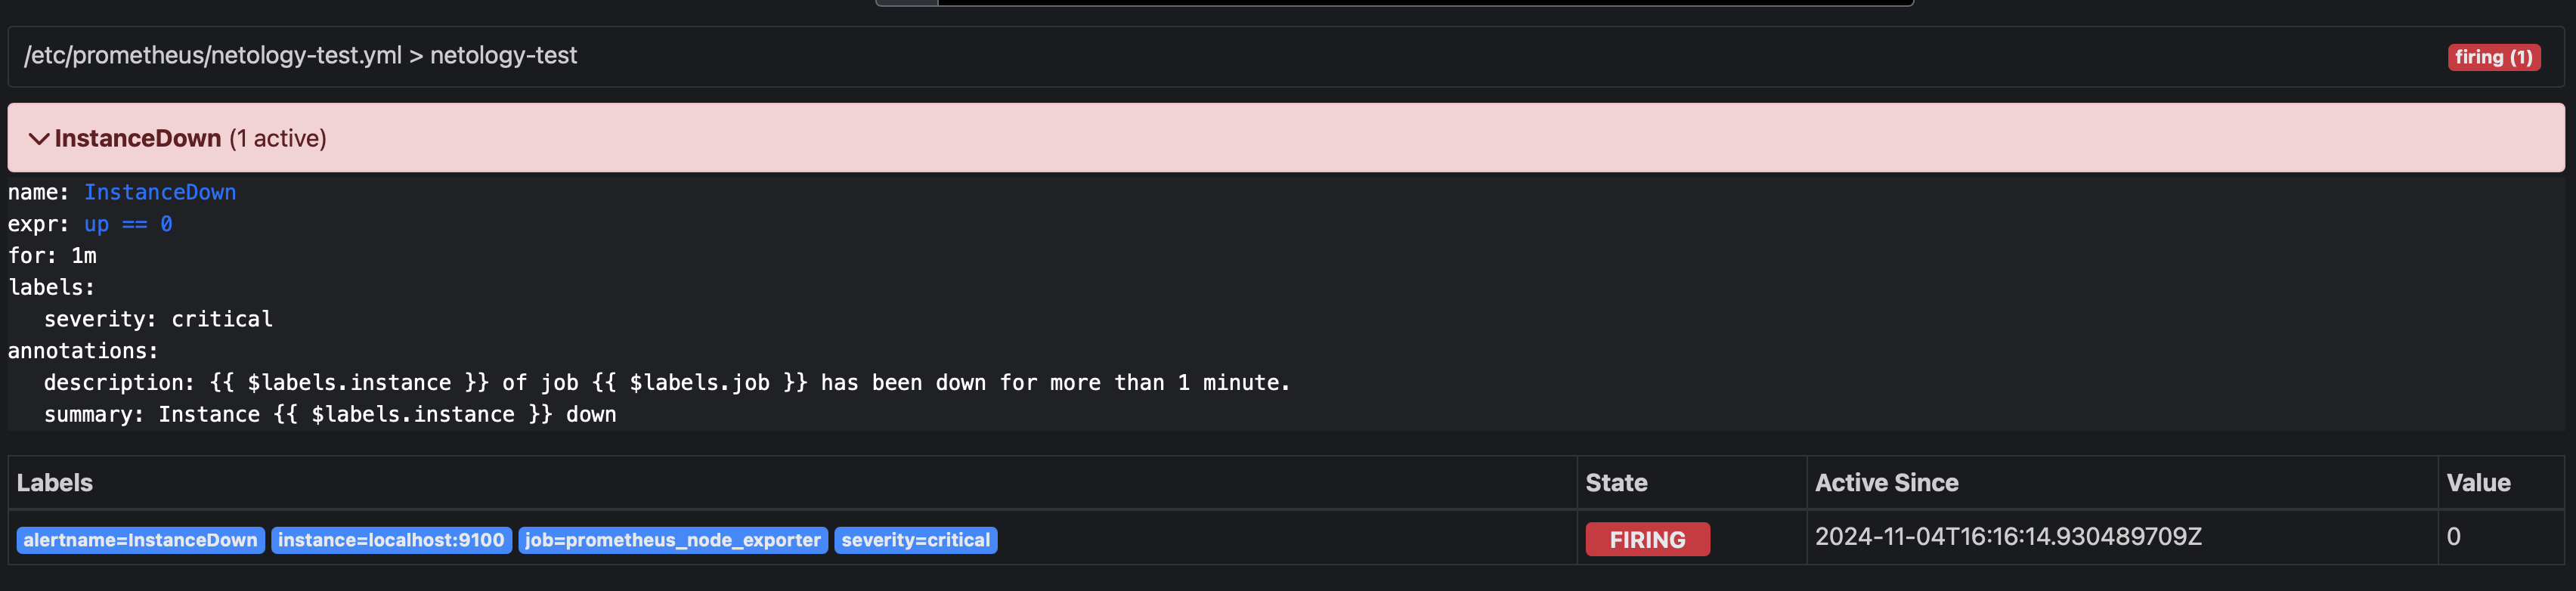 /etc/prometheus/netology-test.yml > netology-test
firing (1)
InstanceDown (1 active)
name: InstanceDown
expr: up == 0
for: 1m
labels:
severity: critical
annotations:
description: {{ $labels.instance }} of job {{ $labels.job }} has been down for more than 1 minute.
summary: Instance {{ $labels.instance }} down
Labels State Active Since Value
alertname=InstanceDown instance=localhost:9100 job=prometheus_node_exporter severity=critical FIRING 2024-11-04T16:16:14.930489709Z 0